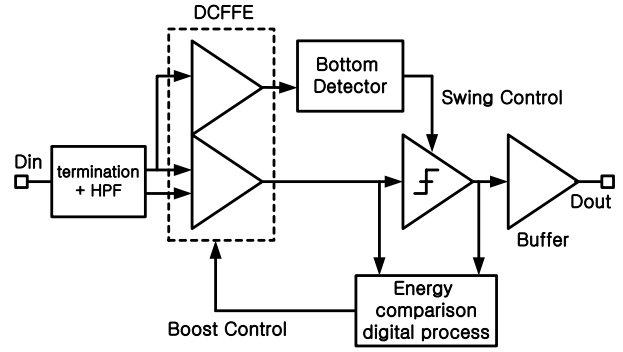 DCFFE
Bottom
Detector
Swing Control
Din
termination
+ HPF
Dout
Buffer
Energy
comparison
digital process
Boost Control